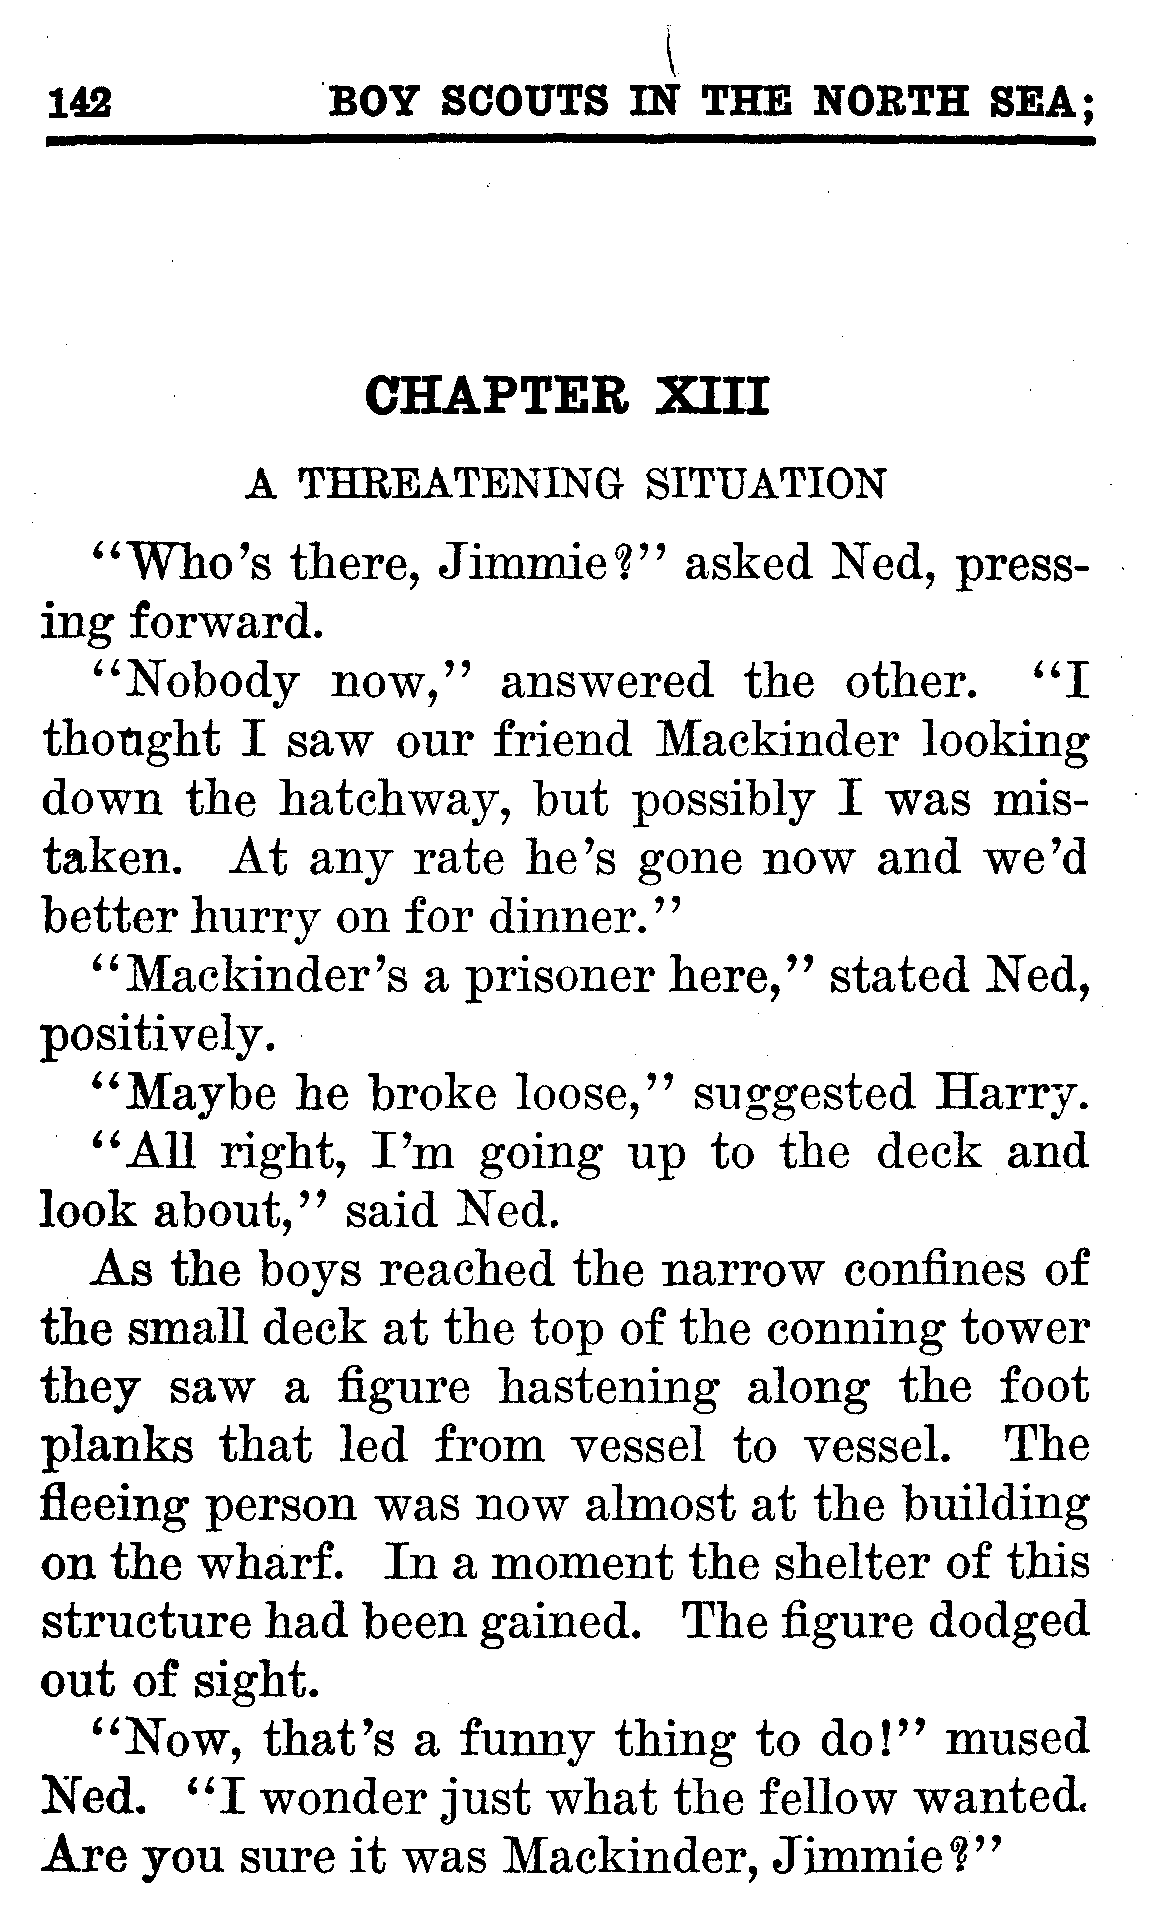 142 BOY SCOUTS IN THE NORTH SEA;
CHAPTER XIII
A THREATENING SITUATION
"Who's there, Jimmie?" asked Ned, press-
ing forward.
"Nobody now," answered the other. "I
thought I saw our friend Mackinder looking
down the hatchway, but possibly I was mis-
taken. At any rate he's gone now and we'd
better hurry on for dinner."
"Mackinder's a prisoner here," stated Ned,
positively.
"Maybe he broke loose," suggested Harry.
"All right, I'm going up to the deck and
look about," said Ned.
As the boys reached the narrow confines of
the small deck at the top of the conning tower
they saw a figure hastening along the foot
planks that led from vessel to vessel. The
fleeing person was now almost at the building
on the wharf. In a moment the shelter of this
structure had been gained. The figure dodged
out of sight.
"Now, that's a funny thing to do!" mused
Ned. "I wonder just what the fellow wanted.
Are you sure it was Mackinder, Jimmie?"